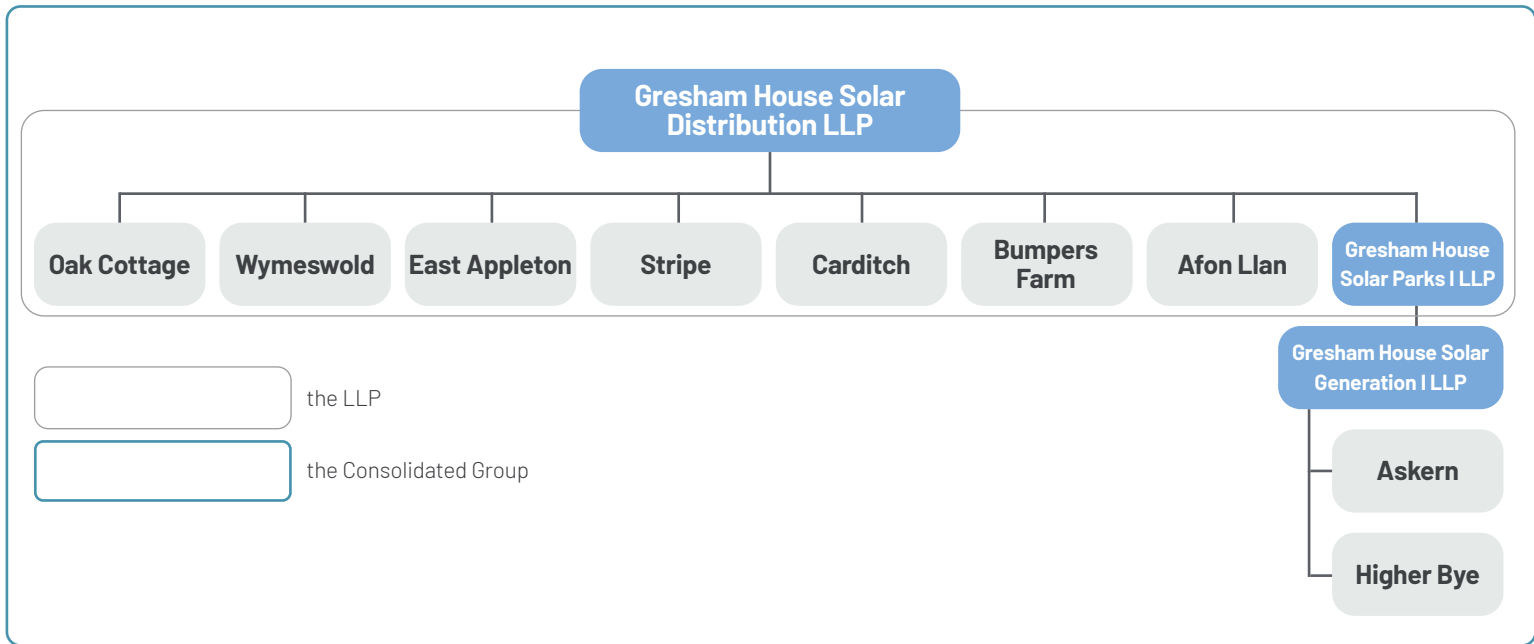 Gresham House Solar
Distribution LLP
Oak Cottage
Wymeswold
East Appleton
Stripe
Carditch
Bumpers
Farm
Afon Llan
Gresham House
Solar Parks I LLP
Gresham House Solar
Generation I LLP
the LLP
the Consolidated Group
Askern
Higher Bye